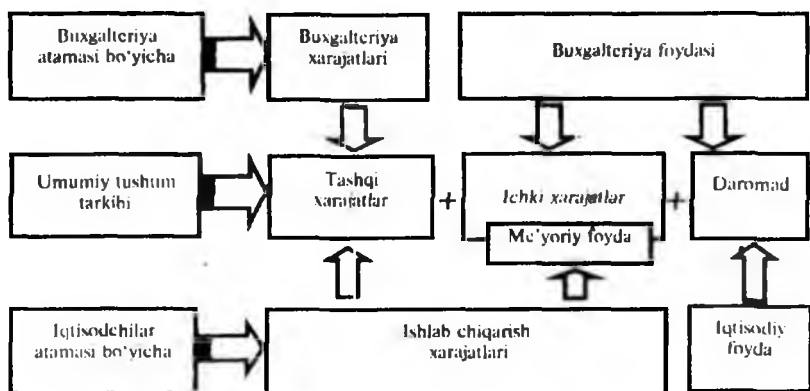 Buxgalteriya
atamasi bo‘yicha
Buxgalteriya
xarajatlari
Buxgalteriya foydasi
Umumiy tushum
tarkibi
Tashqi
xarajatlar
+
Ichki xarajatlar
Me’yoriy foyda
+
Daromad
Iqtisodchilar
atamasi bo‘yicha
Ishlab chiqarish
xarajatlari
Iqtisodiy
foyda